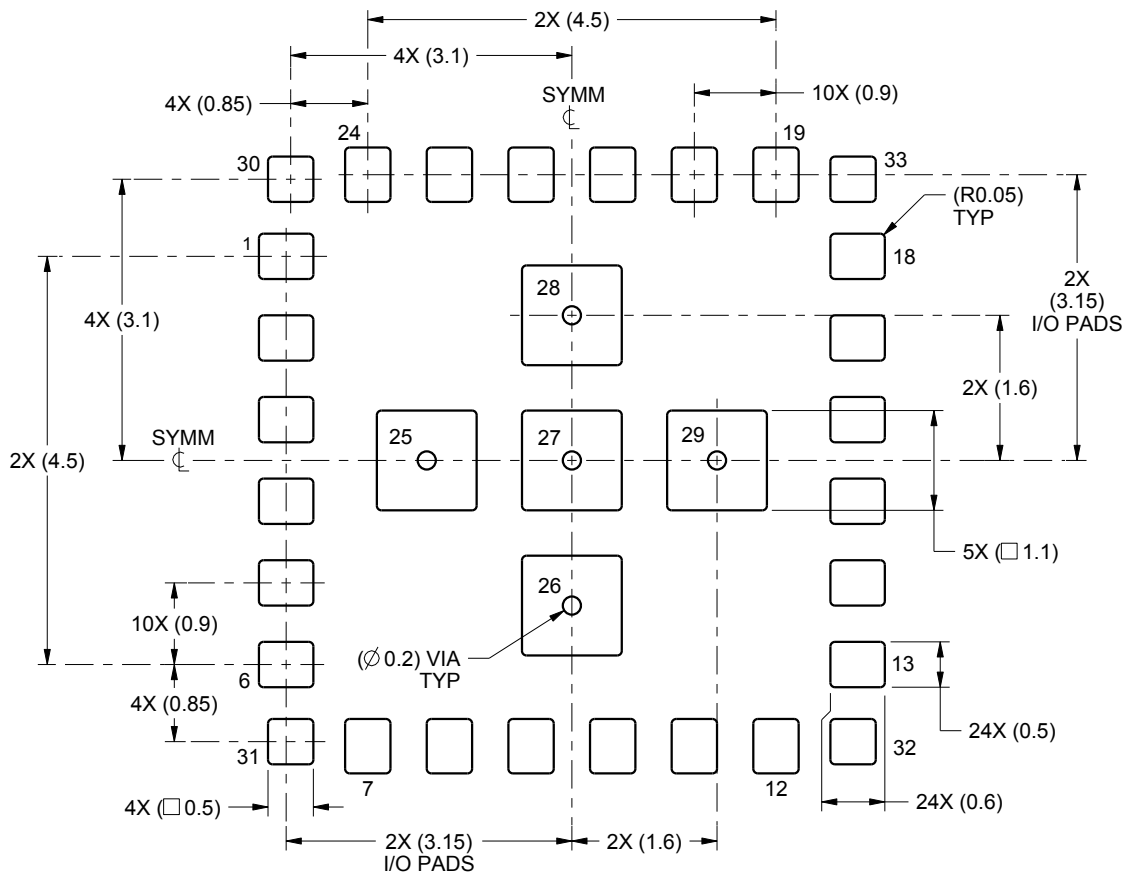 2X (4.5)
4X (3.1)
4X (0.85)
SYMM
℄
10X (0.9)
24
19
30
33
(R0.05)
TYP
1
18
28
2X
(3.15)
I/O PADS
4X (3.1)
2X (1.6)
SYMM
℄
2X (4.5)
25
27
29
5X (□ 1.1)
26
10X (0.9)
(∅ 0.2) VIA
TYP
13
6
4X (0.85)
24X (0.5)
31
32
7
12
4X (□ 0.5)
24X (0.6)
2X (3.15)
I/O PADS
2X (1.6)